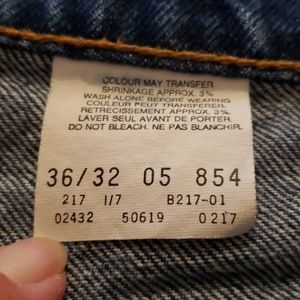 COLOUR MAY TRANSFER
SHRINKAGE APPROX. 3%
WASH ALONE BEFORE WEARING
COULEUR PEUT TRANSFERER.
RETRECISSEMENT APPROX. 3%
LAVER SEUL AVANT DE PORTER.
DO NOT BLEACH. NE PAS BLANCHIR.
36/32 05 854
217 1/7 B217-01
02432 50619 0217